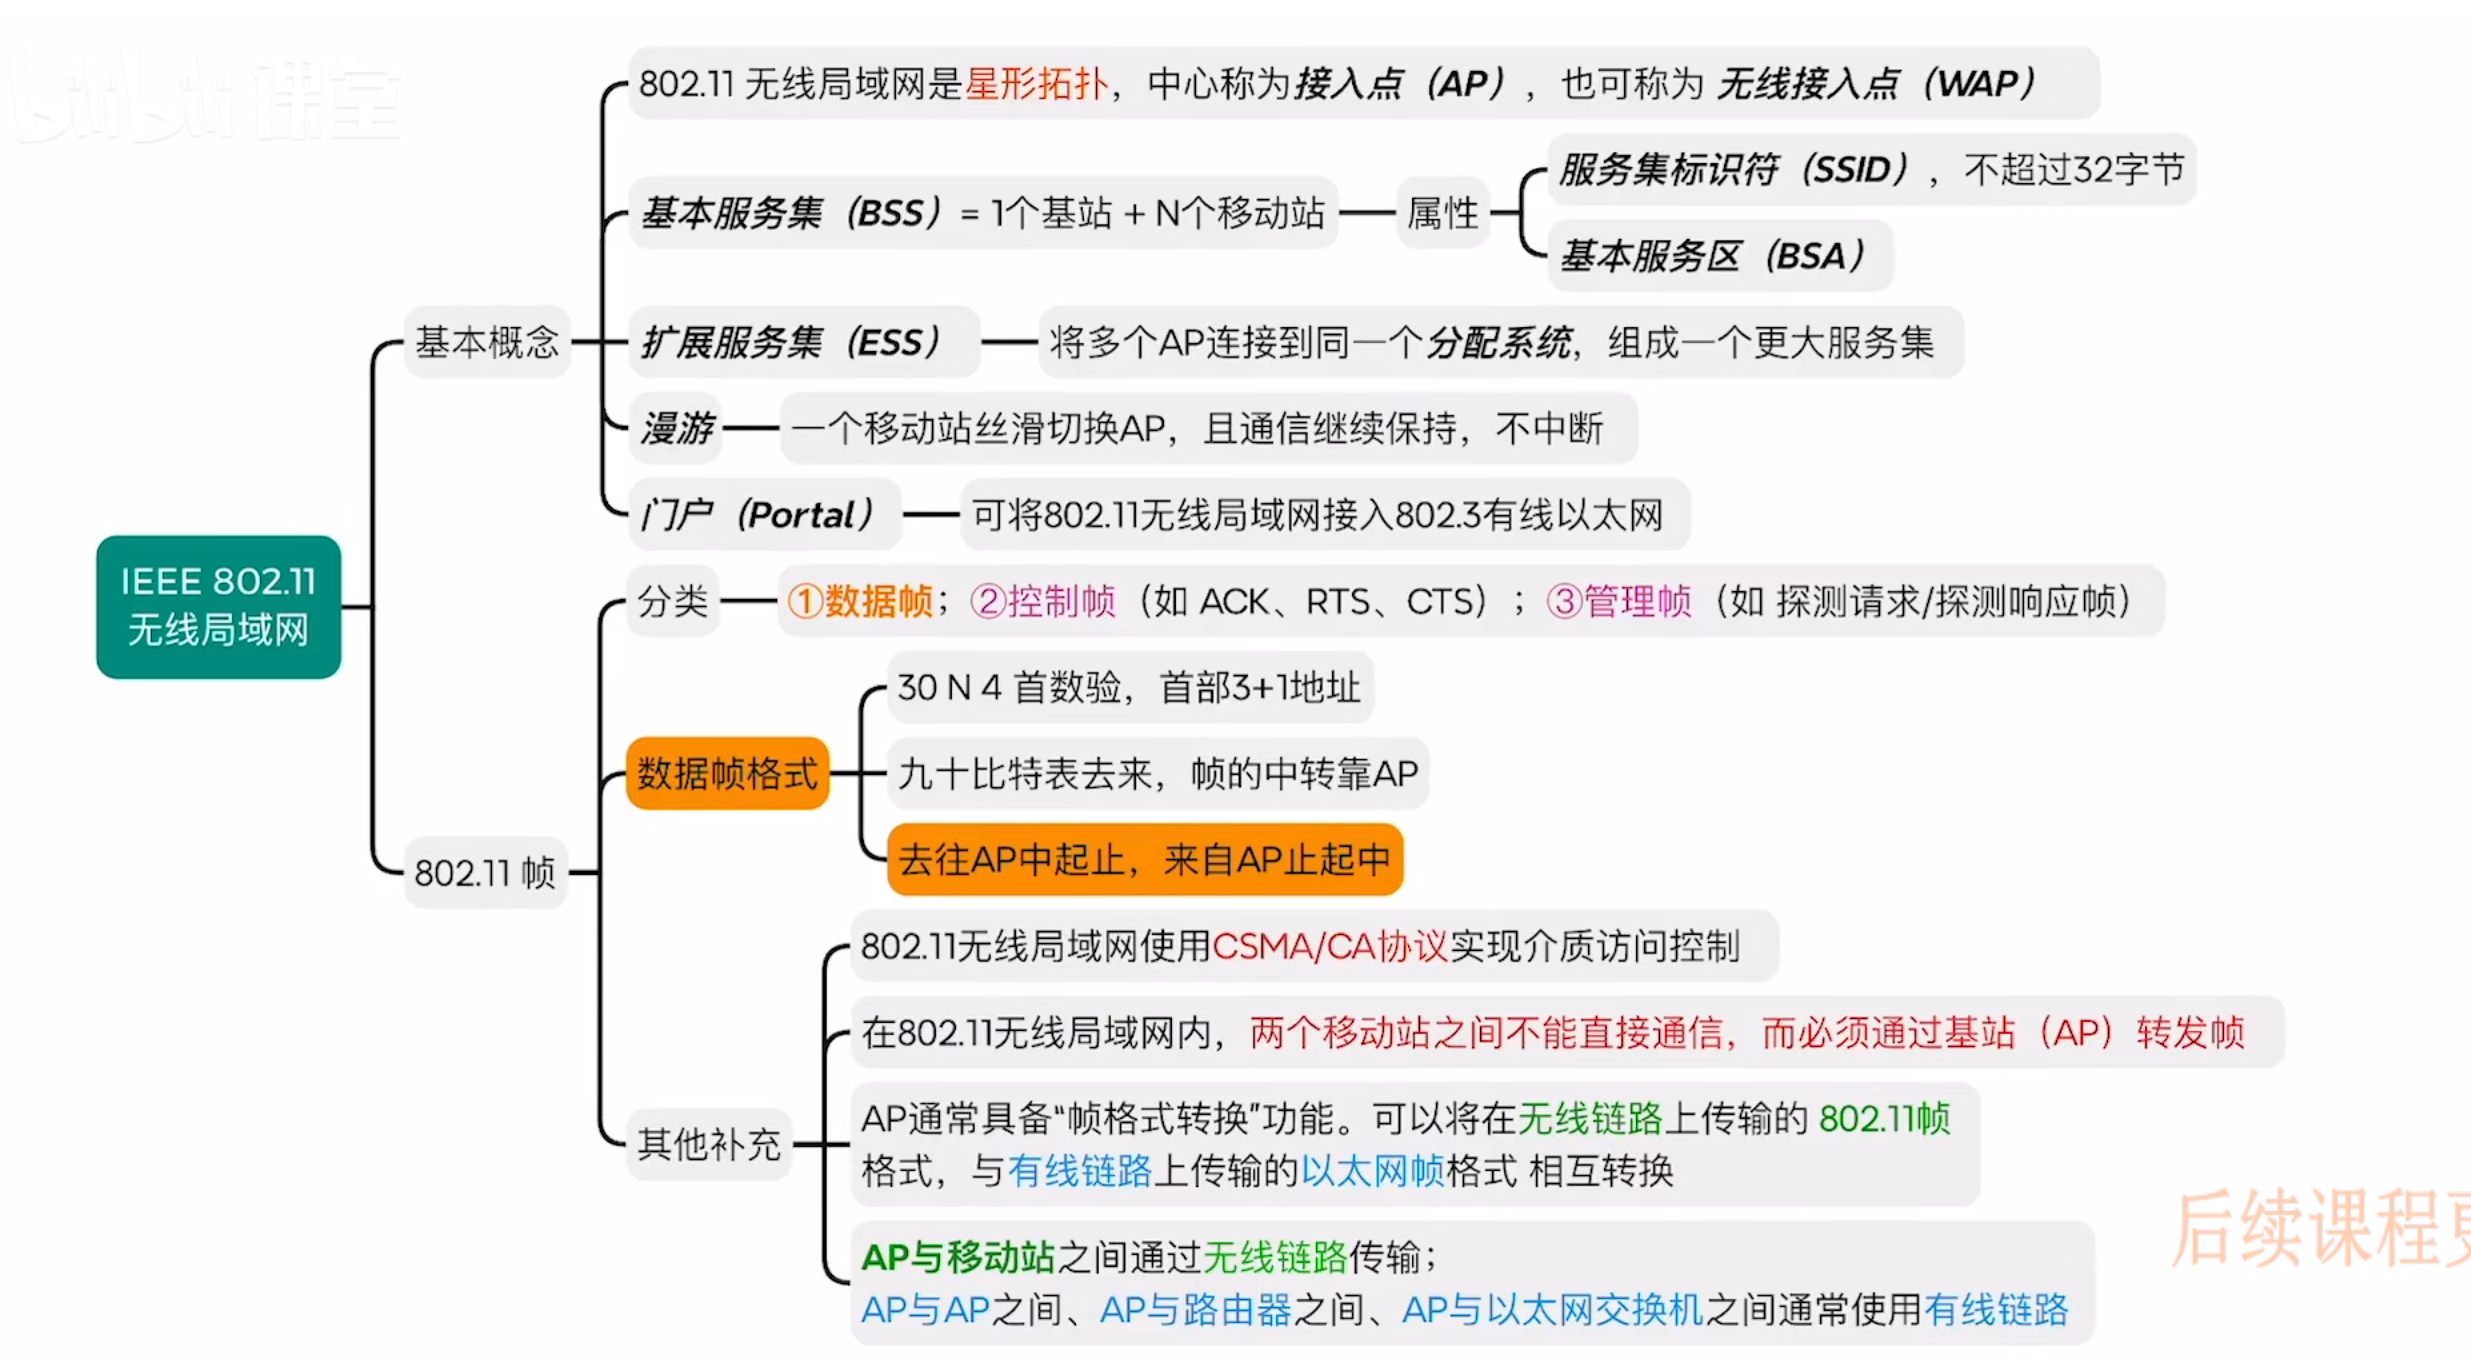 bilibili课堂
802.11 无线局域网是星形拓扑，中心称为接入点（AP），也可称为 无线接入点（WAP）
服务集标识符（SSID），不超过32字节
基本服务集（BSS）= 1个基站 + N个移动站
属性
基本服务区（BSA）
基本概念
扩展服务集（ESS）
将多个AP连接到同一个分配系统，组成一个更大服务集
漫游
一个移动站丝滑切换AP，且通信继续保持，不中断
门户（Portal）
可将802.11无线局域网接入802.3有线以太网
IEEE 802.11
无线局域网
分类
①数据帧；②控制帧（如 ACK、RTS、CTS）；③管理帧（如 探测请求/探测响应帧）
30 N 4 首数验，首部3+1地址
数据帧格式
九十比特表去来，帧的中转靠AP
去往AP中起止，来自AP止起中
802.11 帧
802.11无线局域网使用CSMA/CA协议实现介质访问控制
在802.11无线局域网内，两个移动站之间不能直接通信，而必须通过基站（AP）转发帧
其他补充
AP通常具备“帧格式转换”功能。可以将在无线链路上传输的 802.11帧
格式，与有线链路上传输的以太网帧格式 相互转换
AP与移动站之间通过无线链路传输；
AP与AP之间、AP与路由器之间、AP与以太网交换机之间通常使用有线链路
后续课程